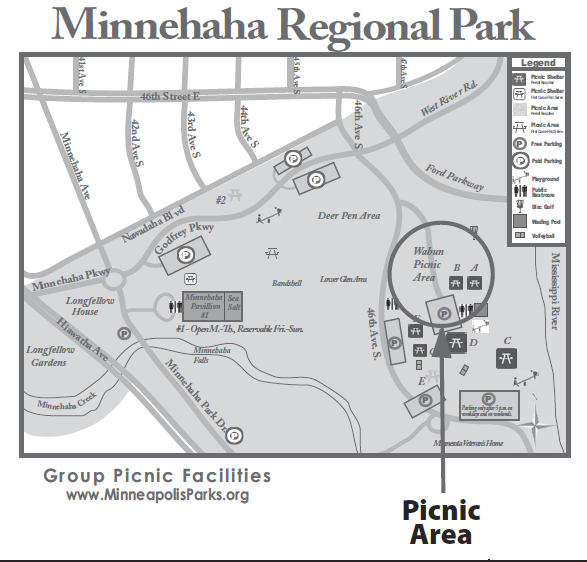 Minnehaha Regional Park
41st Ave S
45th Ave S
46th Street E
42nd Ave S
43rd Ave S
44th Ave S
46th Ave S
West River Rd.
Legend
Picnic Shelter
Picnic Shelter
Picnic Area
Picnic Area
Free Parking
Paid Parking
Playground
Public
Restroom
Disc Golf
Wading Pool
Volleyball
Minnehaha Ave
Ford Parkway
#2
Deer Pen Area
Nawadaha Blvd
Godfrey Pkwy
Wabun
Picnic
Area
B A
Mississippi River
Minnehaha Pkwy
Bandshell
Lower Glen Area
Longfellow
House
Minnehaha
Pavillion
#1
Sea
Salt
#1 - Open M.-Th., Reservable Fri.-Sun.
46th Ave. S.
Hiawatha Ave
Longfellow
Gardens
Minnehaha
Falls
D
C
E
Minnehaha Park Dr.
Minnehaha Creek
Parking only after 5 p.m. on
weekdays and on weekends.
Minnesota Veteran's Home
Group Picnic Facilities
www.MinneapolisParks.org
Picnic
Area